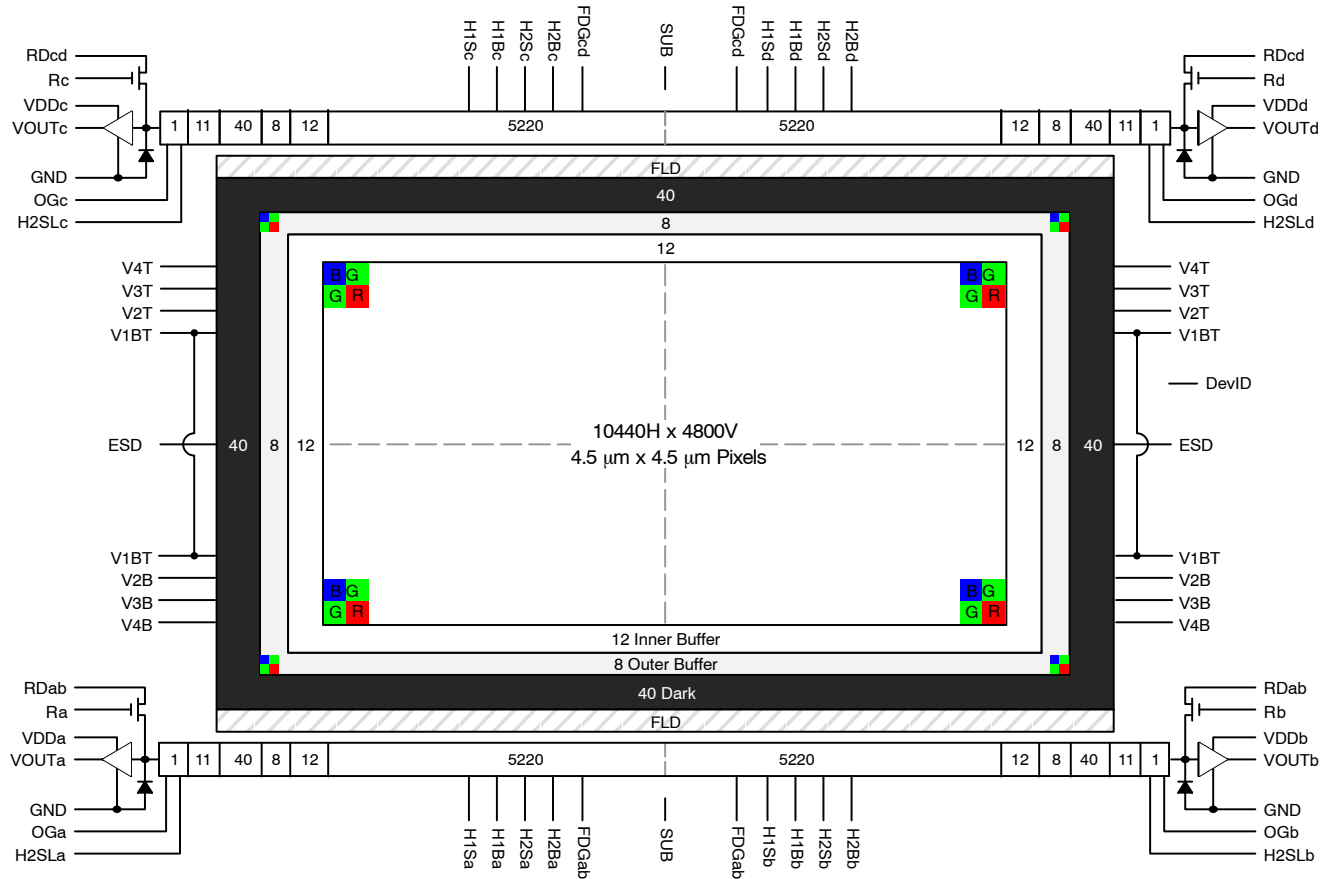 H1Sc
H1Bc
H2Sc
H2Bc
FDGcd
SUB
FDGcd
H1Sd
H1Bd
H2Sd
H2Bd
RDcd
Rc
VDDc
VOUTc
GND
OGc
H2SLc
1 11 40 8 12 5220 5220 12 8 40 11 1
RDcd
Rd
VDDd
VOUTd
GND
OGd
H2SLd
FLD
40
8
12
V4T
V3T
V2T
V1BT
B G
G R
B G
G R
V4T
V3T
V2T
V1BT
DevID
ESD
40 8 12
10440H x 4800V
4.5 μm x 4.5 μm Pixels
12 8 40
ESD
V1BT
V2B
V3B
V4B
B G
G R
B G
G R
V1BT
V2B
V3B
V4B
12 Inner Buffer
8 Outer Buffer
40 Dark
FLD
RDab
Ra
VDDa
VOUTa
GND
OGa
H2SLa
1 11 40 8 12 5220 5220 12 8 40 11 1
RDab
Rb
VDDb
VOUTb
GND
OGb
H2SLb
H1Sa
H1Ba
H2Sa
H2Ba
FDGab
SUB
FDGab
H1Sb
H1Bb
H2Sb
H2Bb